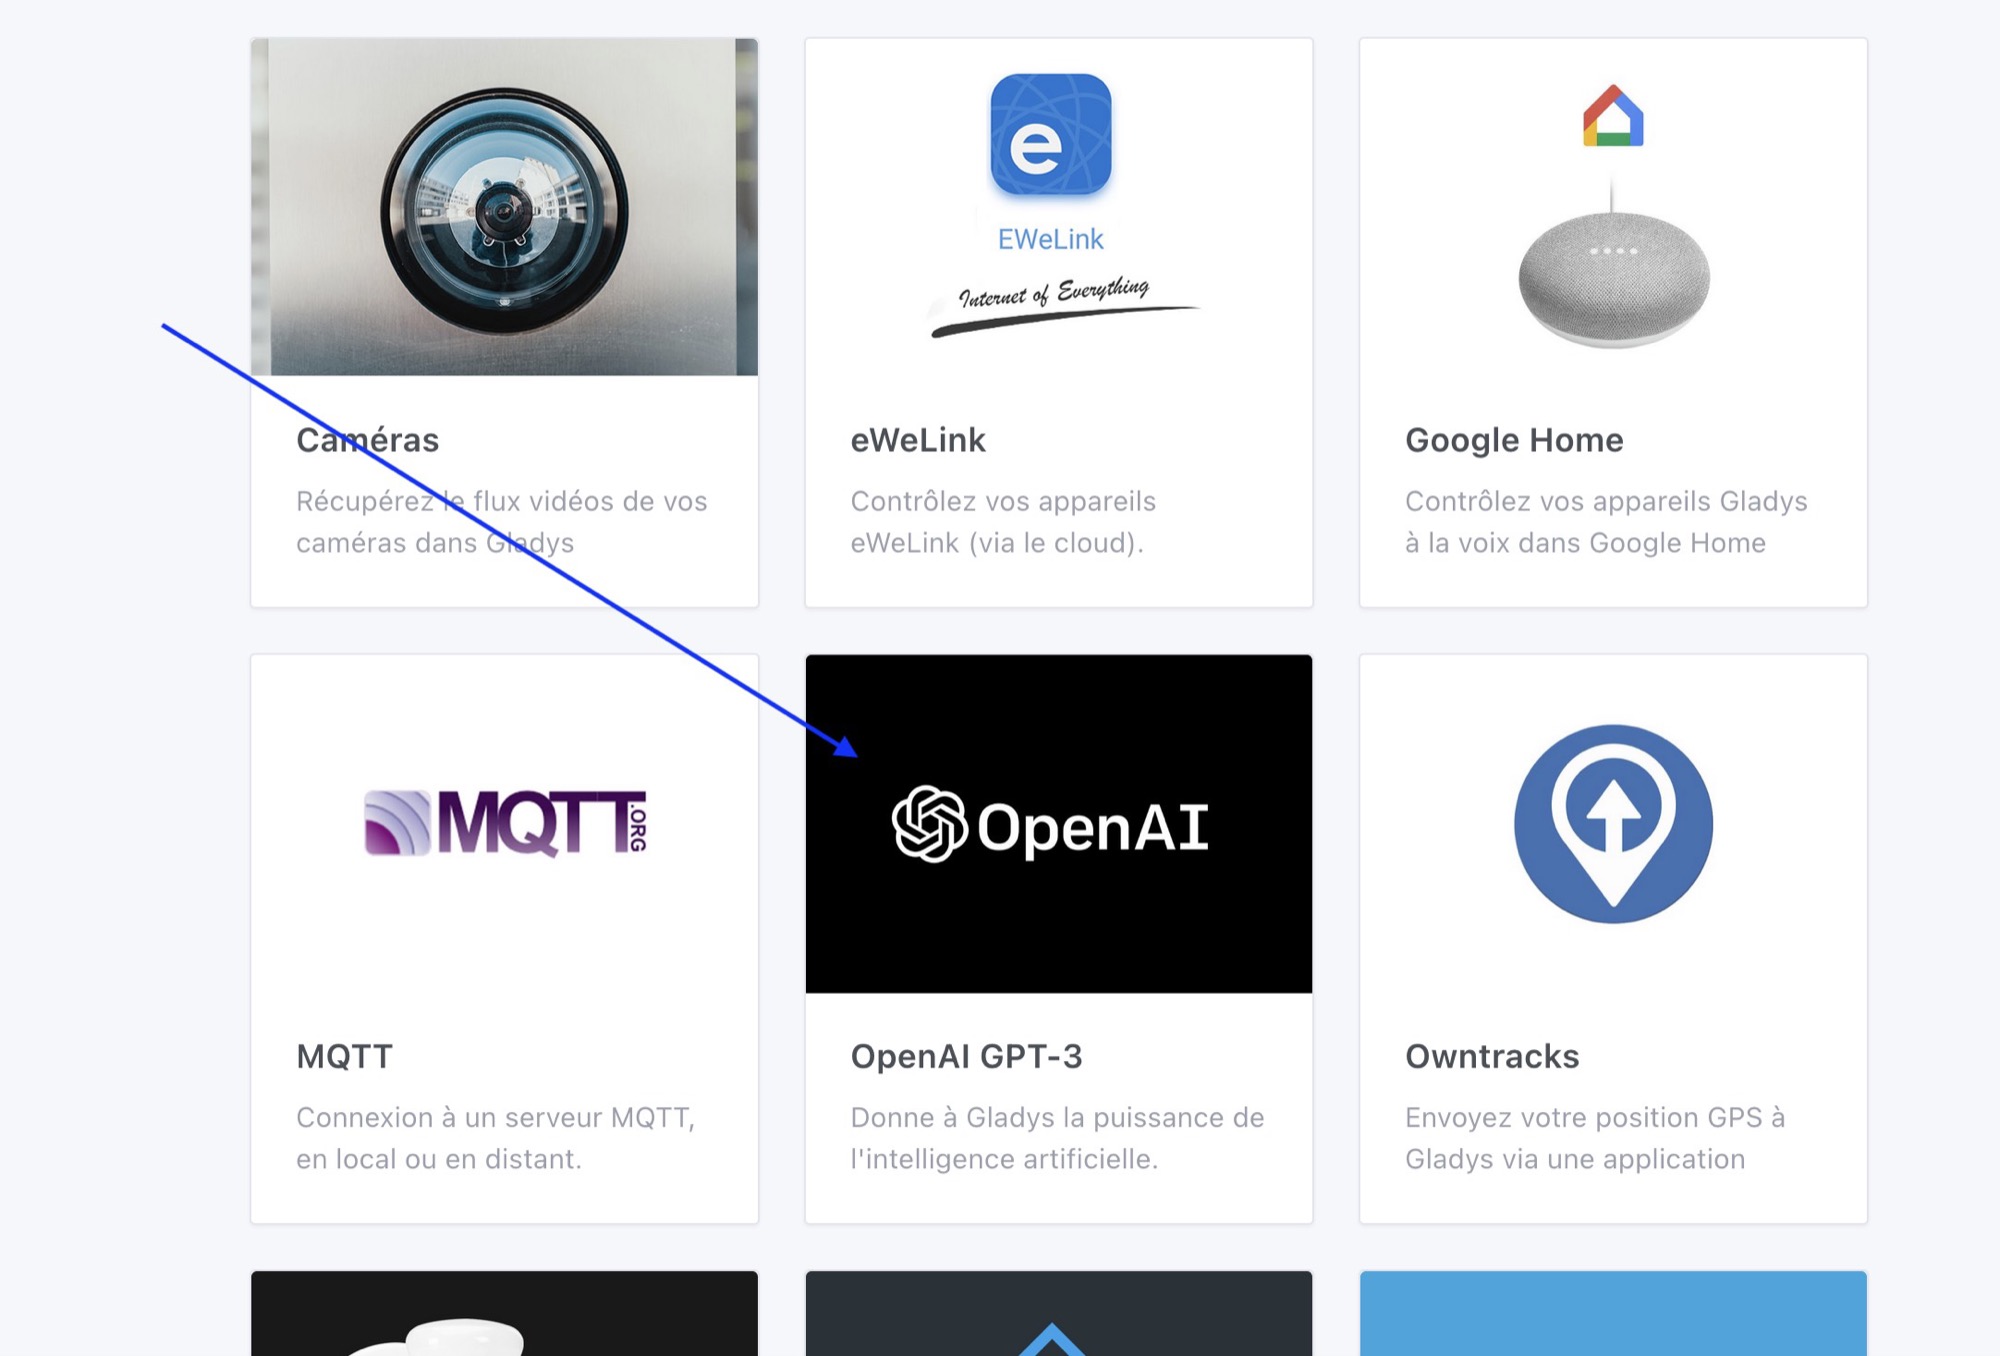 EWeLink
Internet of Everything
Caméras
Récupérez le flux vidéos de vos
caméras dans Gladys
eWeLink
Contrôlez vos appareils
eWeLink (via le cloud).
Google Home
Contrôlez vos appareils Gladys
à la voix dans Google Home
MQTT.ORG
OpenAI
MQTT
Connexion à un serveur MQTT,
en local ou en distant.
OpenAI GPT-3
Donne à Gladys la puissance de
l'intelligence artificielle.
Owntracks
Envoyez votre position GPS à
Gladys via une application